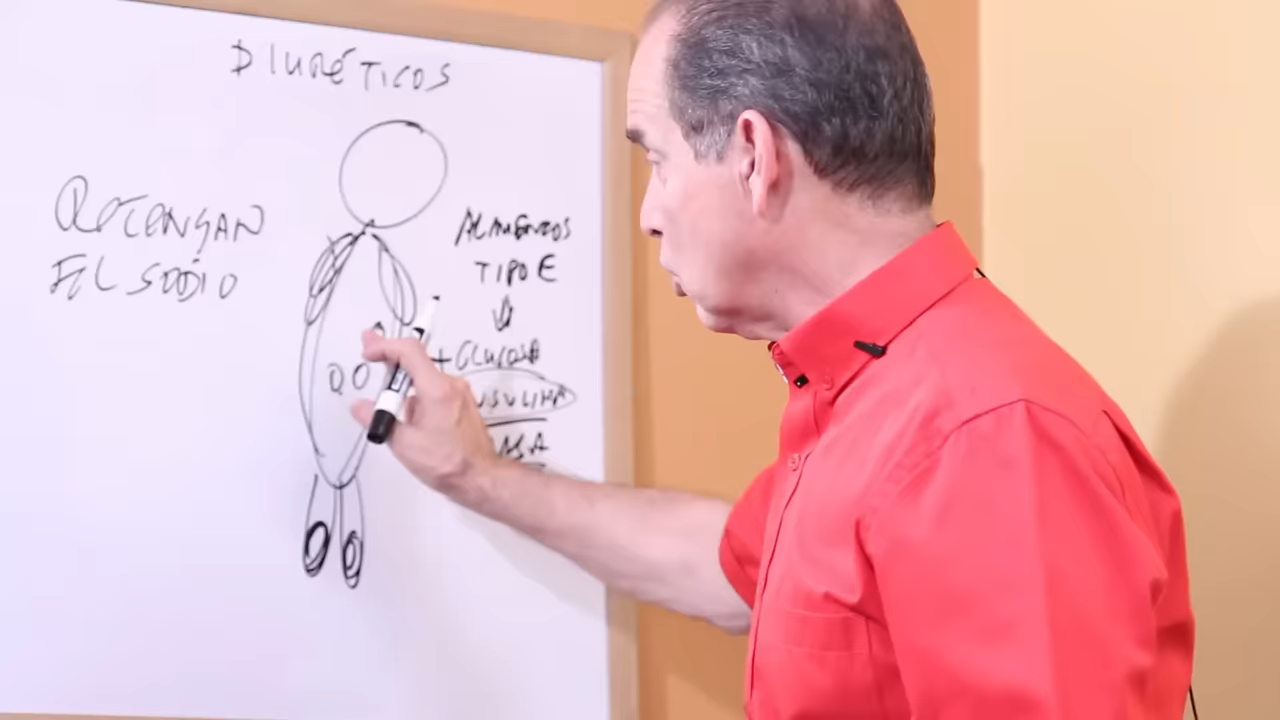 DIURÉTICOS
RETENGAN
EL SODIO
ALIMENTOS
TIPO E
+ GLUCOSA